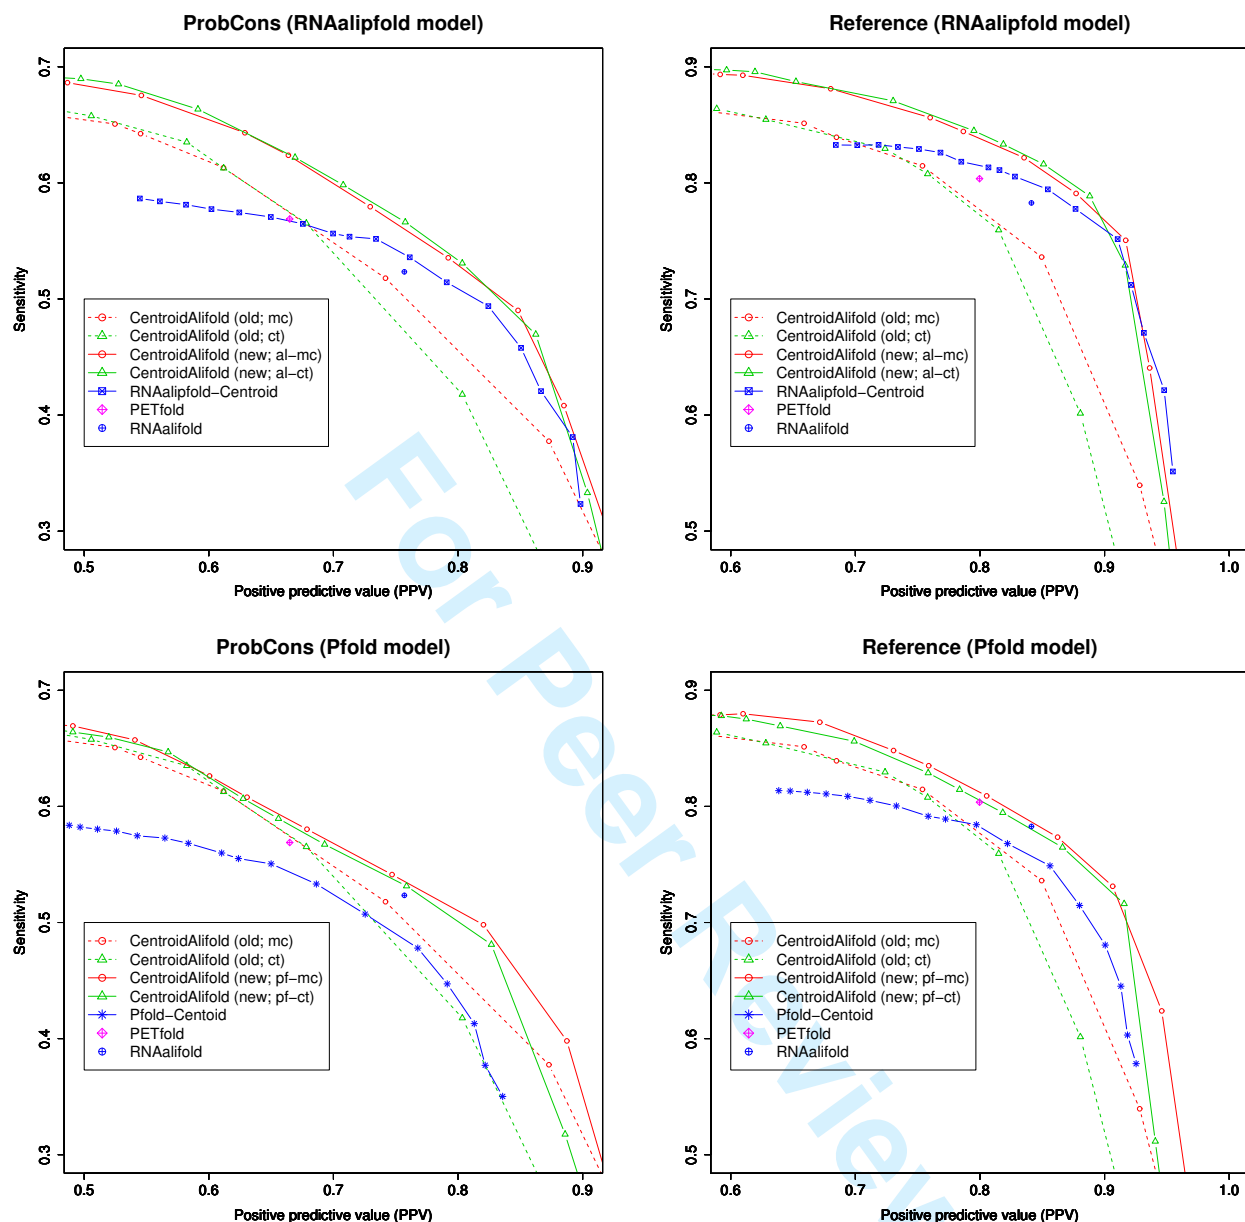 ProbCons (RNAalipfold model)
Sensitivity
0.7
0.6
0.5
0.4
0.3
CentroidAlifold (old; mc)
CentroidAlifold (old; ct)
CentroidAlifold (new; al-mc)
CentroidAlifold (new; al-ct)
RNAalipfold-Centroid
PETfold
RNAalifold
0.5 0.6 0.7 0.8 0.9
Positive predictive value (PPV)
Reference (RNAalipfold model)
Sensitivity
0.9
0.8
0.7
0.6
0.5
CentroidAlifold (old; mc)
CentroidAlifold (old; ct)
CentroidAlifold (new; al-mc)
CentroidAlifold (new; al-ct)
RNAalipfold-Centroid
PETfold
RNAalifold
0.6 0.7 0.8 0.9 1.0
Positive predictive value (PPV)
ProbCons (Pfold model)
Sensitivity
0.7
0.6
0.5
0.4
0.3
CentroidAlifold (old; mc)
CentroidAlifold (old; ct)
CentroidAlifold (new; pf-mc)
CentroidAlifold (new; pf-ct)
Pfold-Centoid
PETfold
RNAalifold
0.5 0.6 0.7 0.8 0.9
Positive predictive value (PPV)
Reference (Pfold model)
Sensitivity
0.9
0.8
0.7
0.6
0.5
CentroidAlifold (old; mc)
CentroidAlifold (old; ct)
CentroidAlifold (new; pf-mc)
CentroidAlifold (new; pf-ct)
Pfold-Centoid
PETfold
RNAalifold
0.6 0.7 0.8 0.9 1.0
Positive predictive value (PPV)
For Peer Review